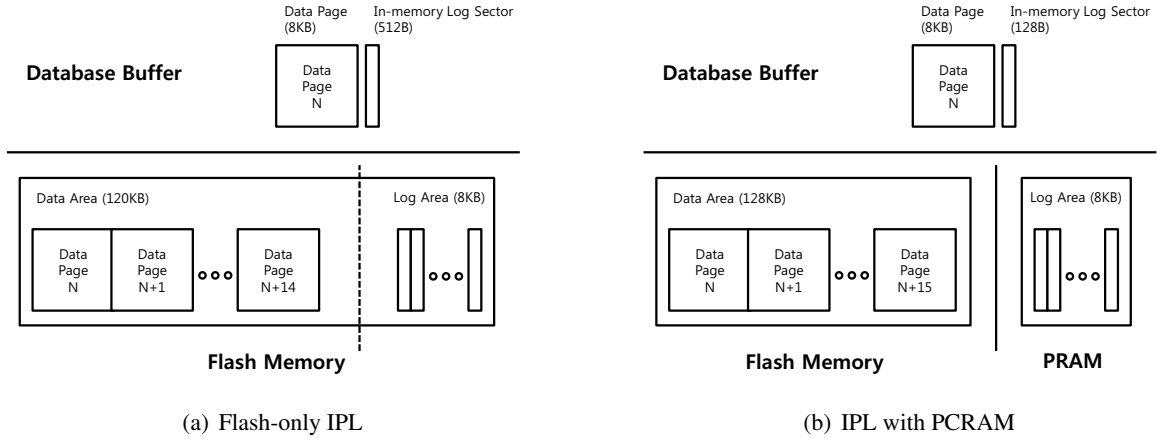 Data Page
(8KB)
In-memory Log Sector
(512B)
Database Buffer
Data
Page
N
Data Area (120KB)
Log Area (8KB)
Data
Page
N
Data
Page
N+1
Data
Page
N+14
Flash Memory
(a) Flash-only IPL
Data Page
(8KB)
In-memory Log Sector
(128B)
Database Buffer
Data
Page
N
Data Area (128KB)
Log Area (8KB)
Data
Page
N
Data
Page
N+1
Data
Page
N+15
Flash Memory
PRAM
(b) IPL with PCRAM